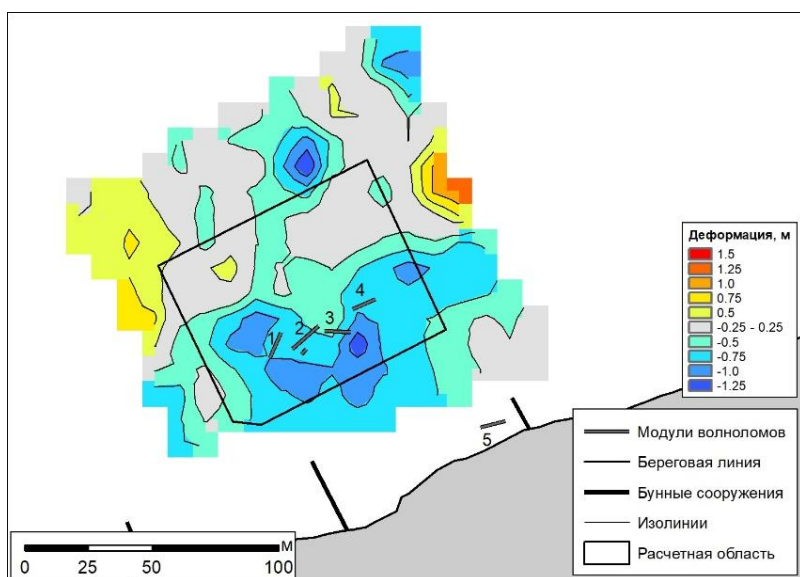 4
3
2
1
5
Деформация, м
1.5
1.25
1.0
0.75
0.5
-0.25 - 0.25
-0.5
-0.75
-1.0
-1.25
Модули волноломов
Береговая линия
Бунные сооружения
Изолинии
Расчетная область
М
0 25 50 100